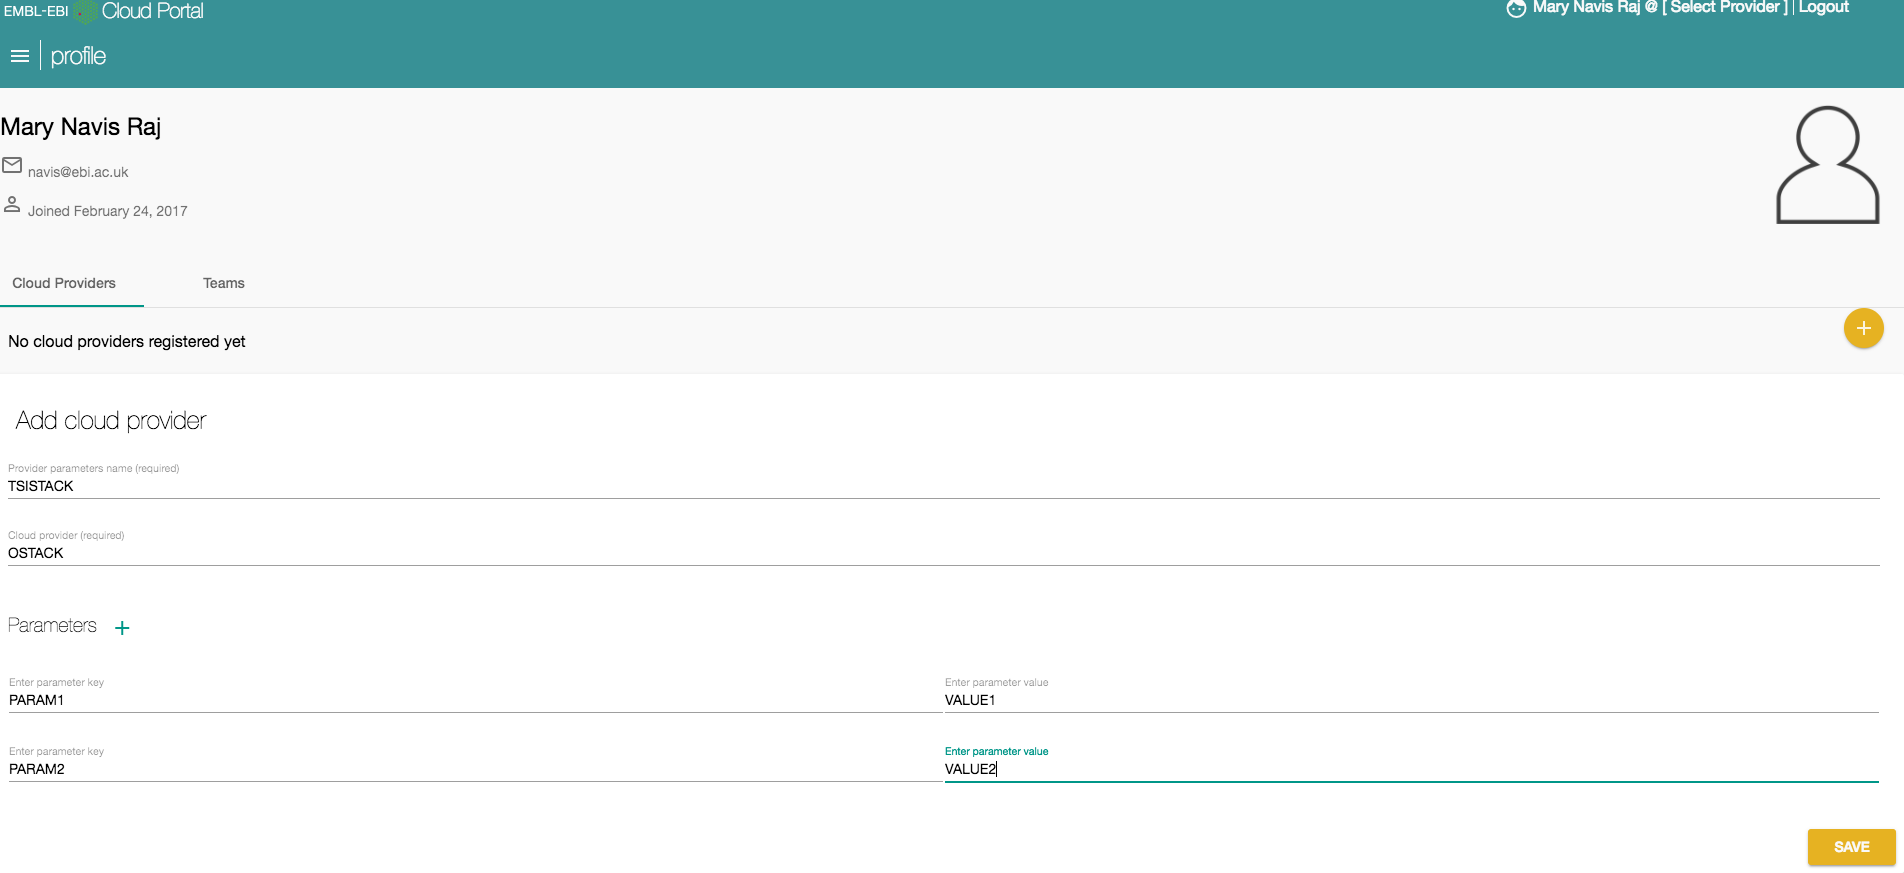 EMBL-EBI Cloud Portal
Mary Navis Raj @ [ Select Provider ] | Logout
profile
Mary Navis Raj
navis@ebi.ac.uk
Joined February 24, 2017
Cloud Providers Teams
No cloud providers registered yet
+
Add cloud provider
Provider parameters name (required)
TSISTACK
Cloud provider (required)
OSTACK
Parameters +
Enter parameter key Enter parameter value
PARAM1 VALUE1
Enter parameter key Enter parameter value
PARAM2 VALUE2
SAVE